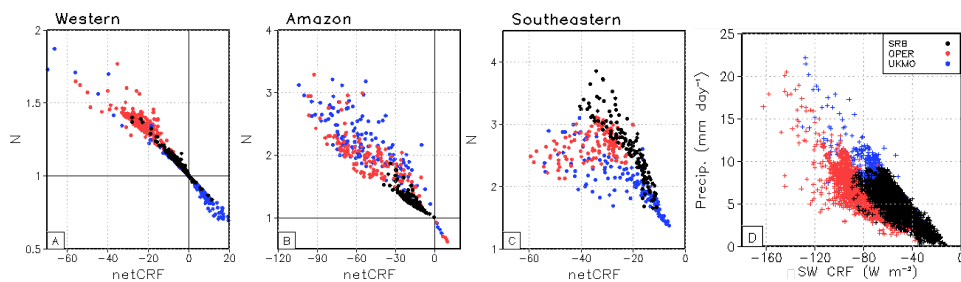 Western
2
1.5
1
0.5
N
−60
−40
−20
0
20
netCRF
A
Amazon
4
3
2
1
N
−120
−90
−60
−30
0
netCRF
B
Southeastern
4
3
2
N
−80
−60
−40
−20
0
netCRF
C
SRB
OPER
UKMO
25
20
15
10
5
0
Precip. (mm day⁻¹)
−160
−120
−80
−40
0
SW CRF (W m⁻²)
D